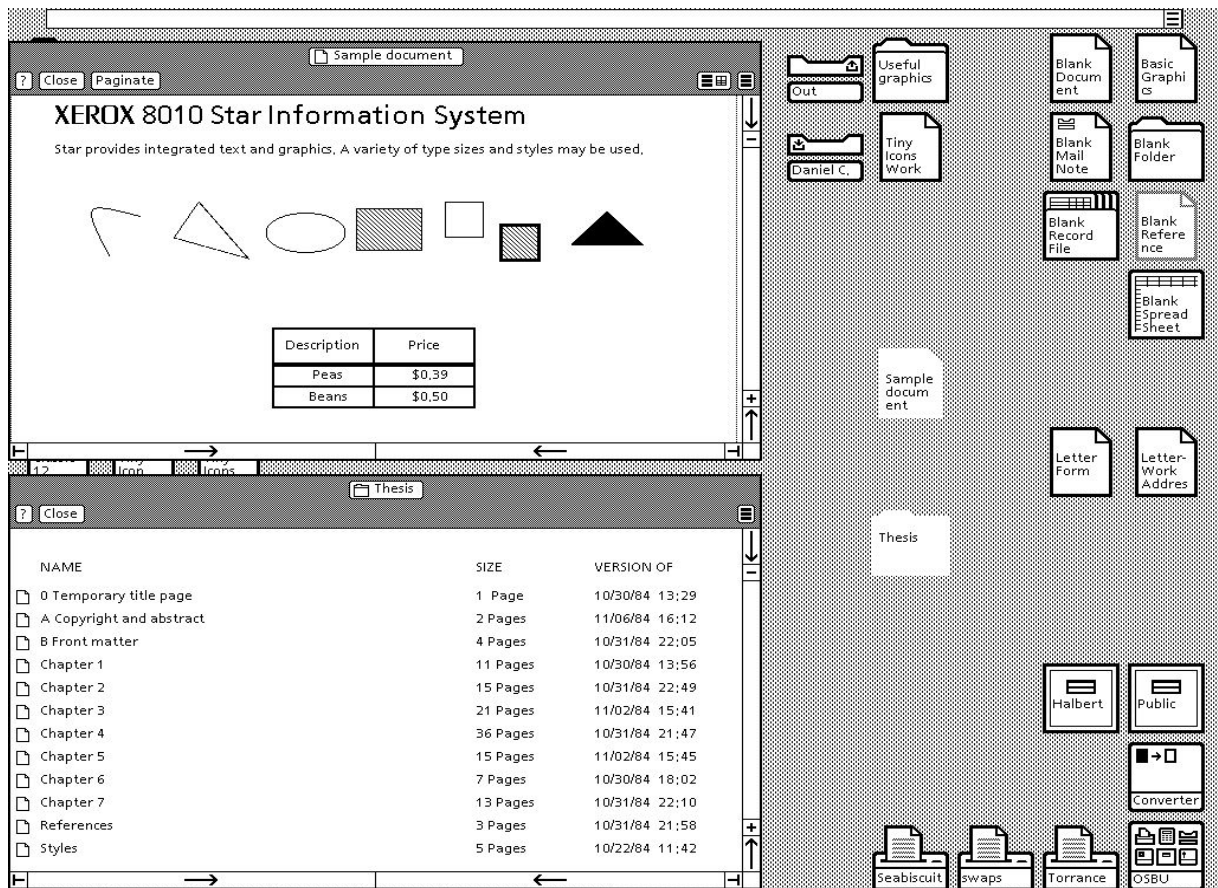 Sample document
? Close Paginate
XEROX 8010 Star Information System
Star provides integrated text and graphics. A variety of type sizes and styles may be used.
Description Price
Peas $0.39
Beans $0.50
12 Icon Icons
Thesis
? Close
NAME SIZE VERSION OF
0 Temporary title page 1 Page 10/30/84 13:29
A Copyright and abstract 2 Pages 11/06/84 16:12
B Front matter 4 Pages 10/31/84 22:05
Chapter 1 11 Pages 10/30/84 13:56
Chapter 2 15 Pages 10/31/84 22:49
Chapter 3 21 Pages 11/02/84 15:41
Chapter 4 36 Pages 10/31/84 21:47
Chapter 5 15 Pages 11/02/84 15:45
Chapter 6 7 Pages 10/30/84 18:02
Chapter 7 13 Pages 10/31/84 22:10
References 3 Pages 10/31/84 21:58
Styles 5 Pages 10/22/84 11:42
Out
Useful
graphics
Blank
Docum
ent
Basic
Graphi
cs
Daniel C.
Tiny
Icons
Work
Blank
Mail
Note
Blank
Folder
Blank
Record
File
Blank
Refere
nce
Blank
Spread
Sheet
Sample
docum
ent
Letter
Form
Letter-
Work
Addres
Thesis
Halbert
Public
Converter
Seabiscuit
swaps
Torrance
OSBU